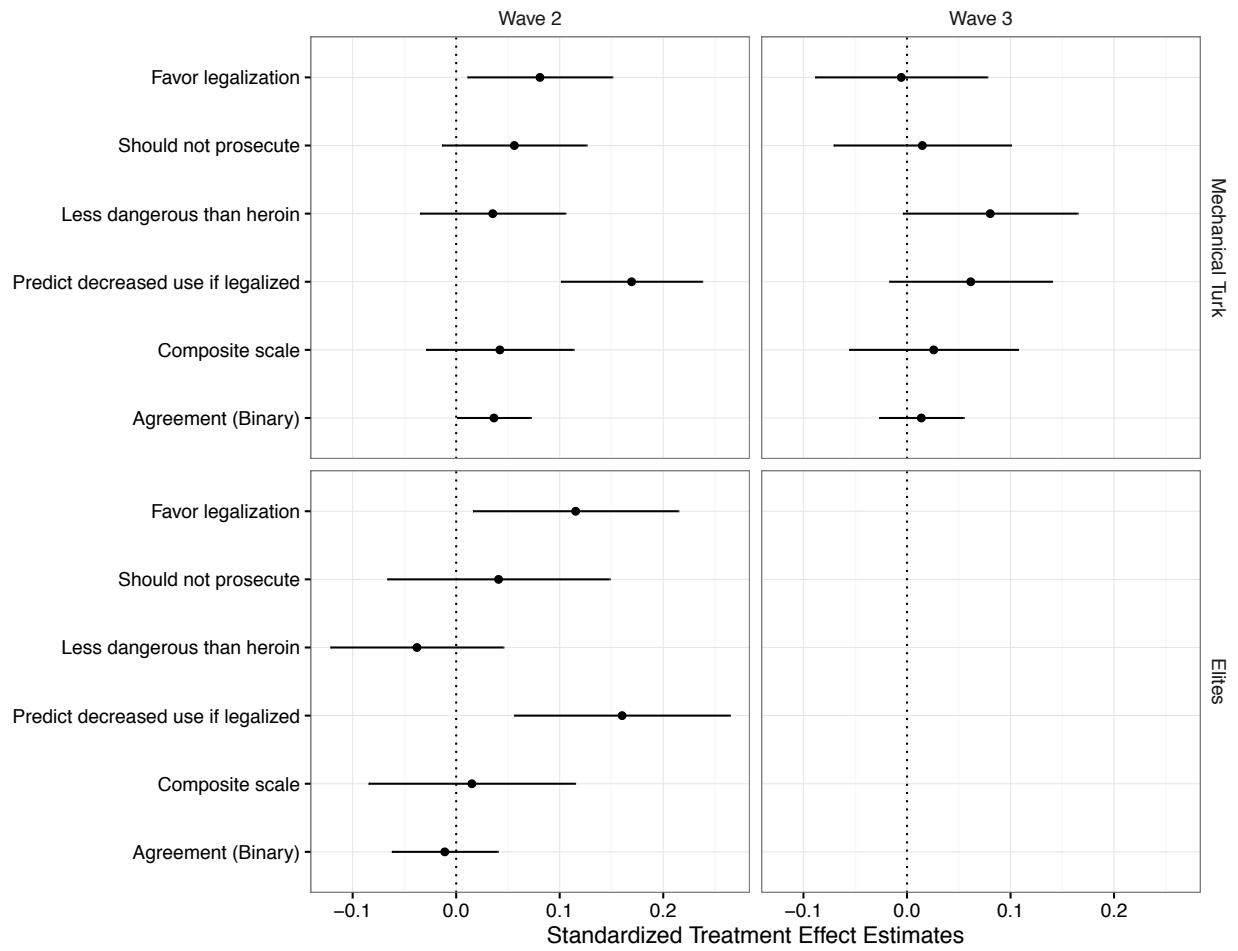 Wave 2
Wave 3
Favor legalization
Should not prosecute
Less dangerous than heroin
Predict decreased use if legalized
Composite scale
Agreement (Binary)
Mechanical Turk
Favor legalization
Should not prosecute
Less dangerous than heroin
Predict decreased use if legalized
Composite scale
Agreement (Binary)
Elites
−0.1 0.0 0.1 0.2 −0.1 0.0 0.1 0.2
Standardized Treatment Effect Estimates